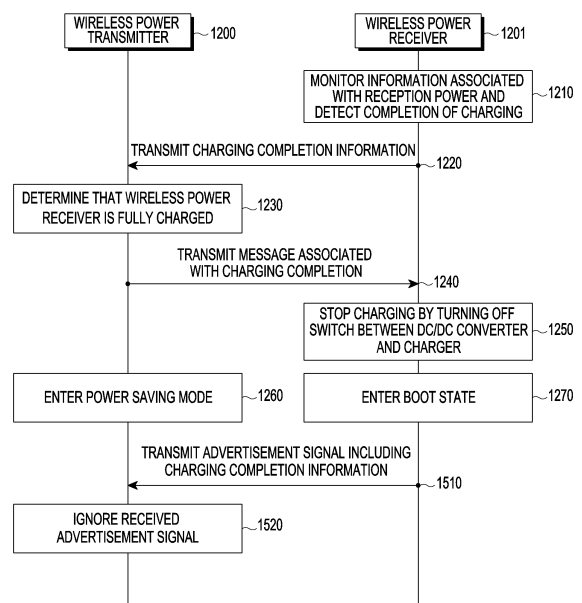 WIRELESS POWER
TRANSMITTER
1200
WIRELESS POWER
RECEIVER
1201
MONITOR INFORMATION ASSOCIATED
WITH RECEPTION POWER AND
DETECT COMPLETION OF CHARGING
1210
TRANSMIT CHARGING COMPLETION INFORMATION
1220
DETERMINE THAT WIRELESS POWER
RECEIVER IS FULLY CHARGED
1230
TRANSMIT MESSAGE ASSOCIATED
WITH CHARGING COMPLETION
1240
STOP CHARGING BY TURNING OFF
SWITCH BETWEEN DC/DC CONVERTER
AND CHARGER
1250
ENTER POWER SAVING MODE
1260
ENTER BOOT STATE
1270
TRANSMIT ADVERTISEMENT SIGNAL INCLUDING
CHARGING COMPLETION INFORMATION
1510
IGNORE RECEIVED
ADVERTISEMENT SIGNAL
1520